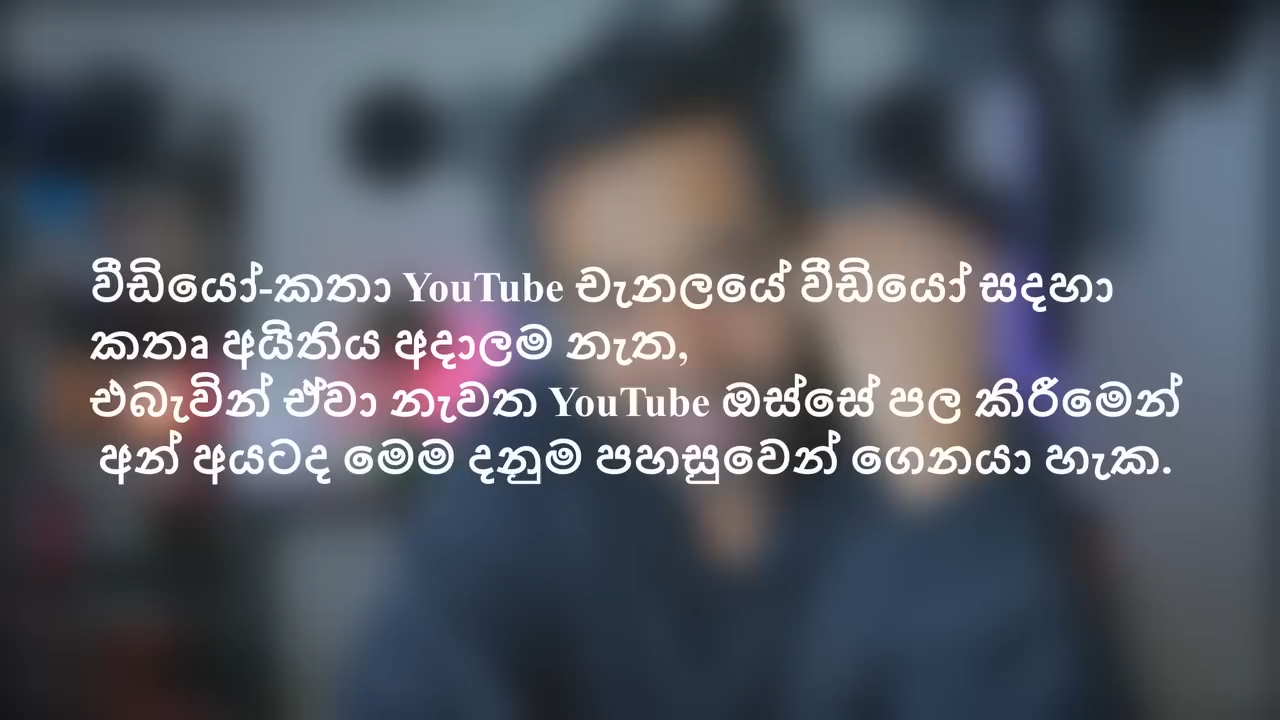 වීඩියෝ-කතා YouTube චැනලයේ වීඩියෝ සදහා
කතෘ අයිතිය අදාලම නැත,
එබැවින් ඒවා නැවත YouTube ඔස්සේ පල කිරීමෙන්
අන් අයටද මෙම දනුම පහසුවෙන් ගෙනයා හැක.